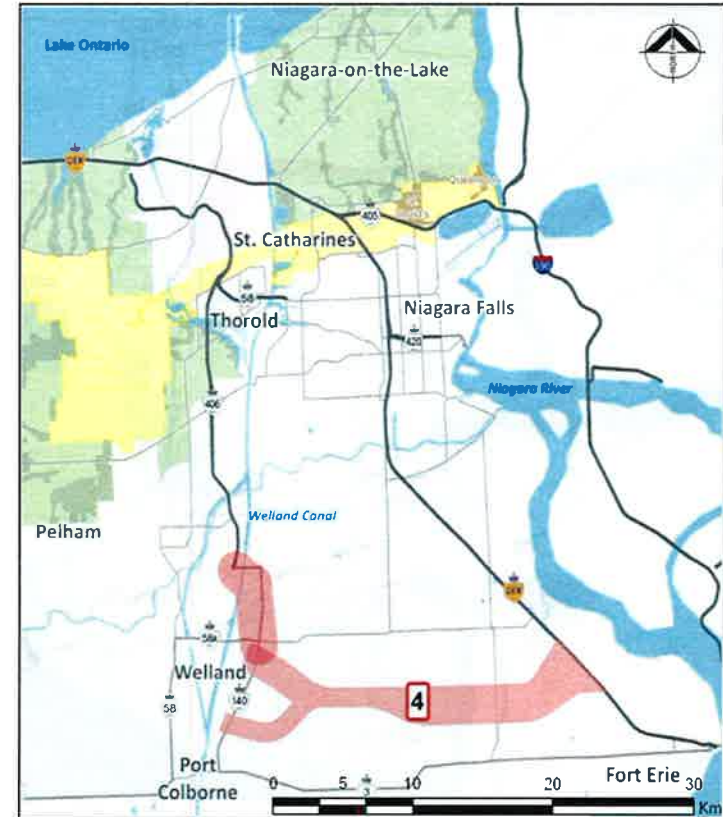 Lake Ontario
Niagara-on-the-Lake
NORTH
QEW
405
St. Catharines
190
58
Thorold
Niagara Falls
420
Niagara River
406
Welland Canal
Pelham
QEW
58A
Welland
58
140
4
Port
Colborne
3
Fort Erie
0 5 10 20 30
Km